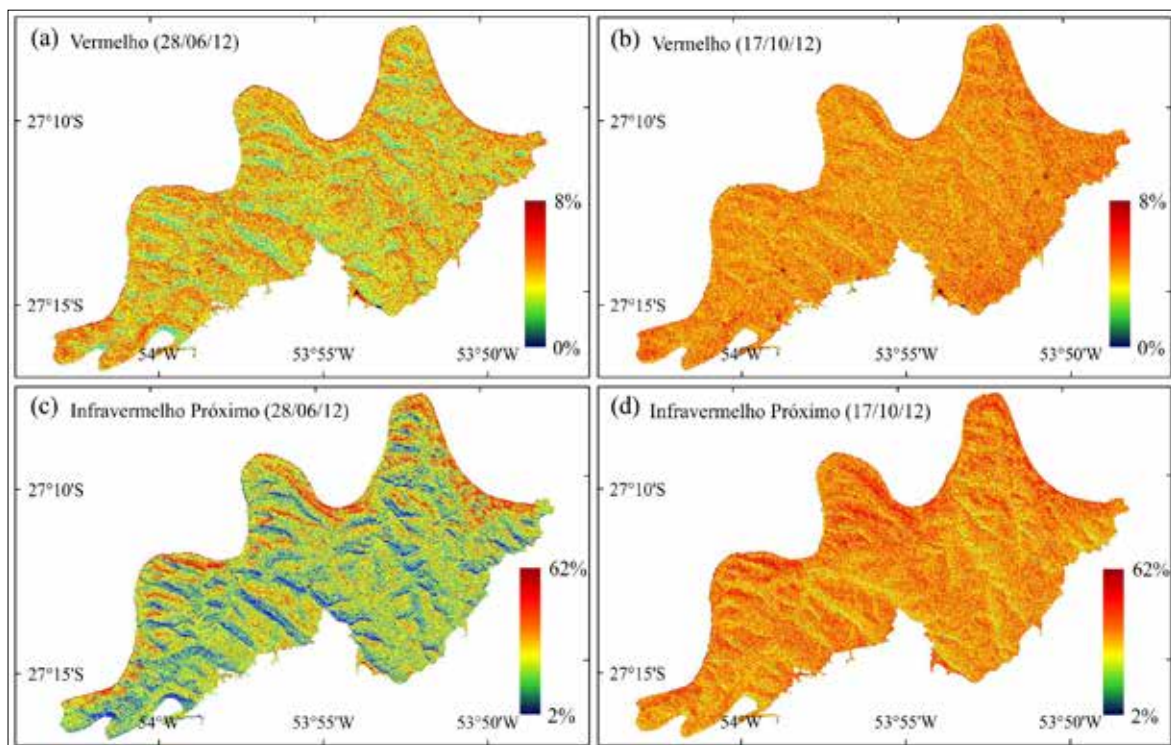 (a) Vermelho (28/06/12)
27°10'S
27°15'S
8%
0%
54°W
53°55'W
53°50'W
(b) Vermelho (17/10/12)
27°10'S
27°15'S
8%
0%
54°W
53°55'W
53°50'W
(c) Infravermelho Próximo (28/06/12)
27°10'S
27°15'S
62%
2%
54°W
53°55'W
53°50'W
(d) Infravermelho Próximo (17/10/12)
27°10'S
27°15'S
62%
2%
54°W
53°55'W
53°50'W